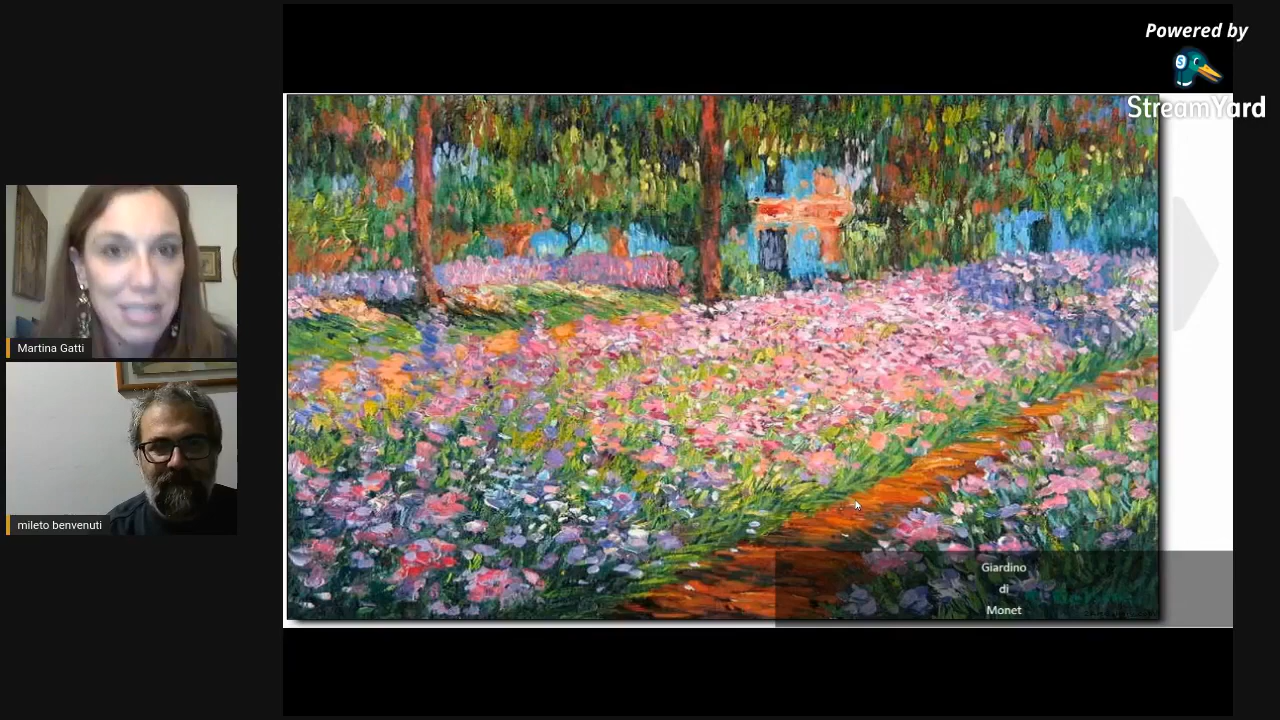 Powered by
StreamYard
Martina Gatti
mileto benvenuti
Giardino
di
Monet